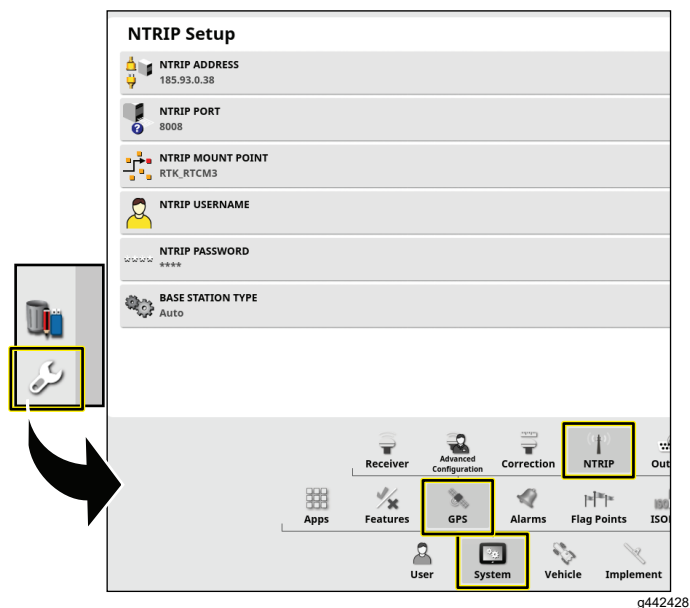 NTRIP Setup
NTRIP ADDRESS
185.93.0.38
NTRIP PORT
8008
NTRIP MOUNT POINT
RTK_RTCM3
NTRIP USERNAME
NTRIP PASSWORD
****
BASE STATION TYPE
Auto
Receiver
Advanced
Configuration
Correction
NTRIP
Out
Apps
Features
GPS
Alarms
Flag Points
ISO
User
System
Vehicle
Implement
g442428